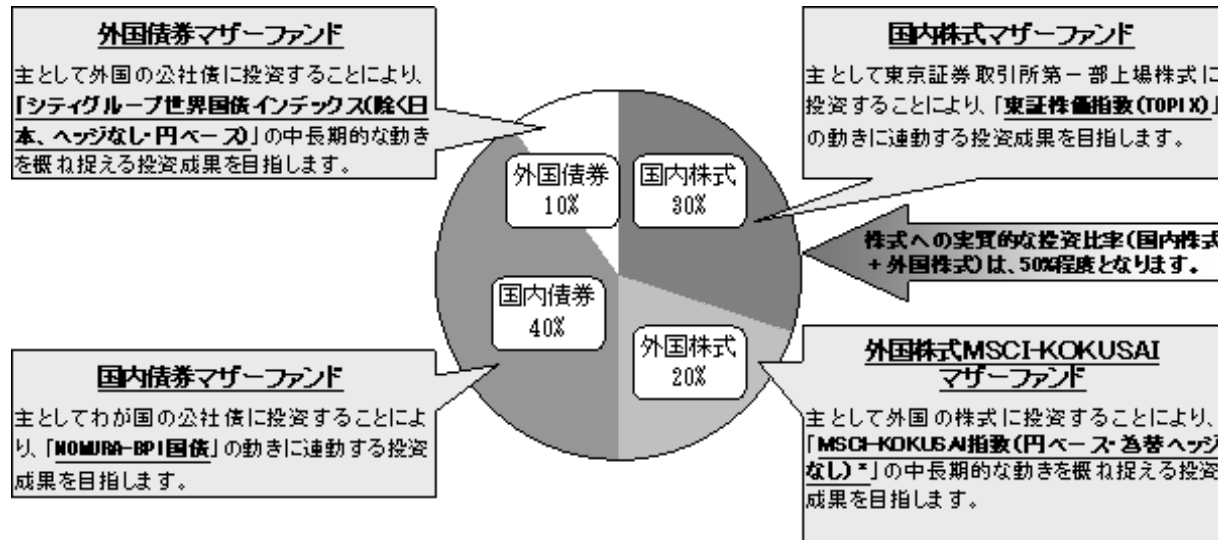 外国債券マザーファンド
主として外国の公社債に投資することにより、
「シティグループ世界国債インデックス(除く日
本、ヘッジなし・円ベース)」の中長期的な動き
を概ね捉える投資成果を目指します。
国内株式マザーファンド
主として東京証券取引所第一部上場株式に
投資することにより、「東証株価指数(TOPIX)」
の動きに連動する投資成果を目指します。
外国債券
10%
国内株式
30%
株式への実質的な投資比率(国内株式
+外国株式)は、50%程度となります。
国内債券
40%
外国株式
20%
国内債券マザーファンド
主としてわが国の公社債に投資することによ
り、「NOMURA-BPI国債」の動きに連動する投資
成果を目指します。
外国株式MSCI-KOKUSAI
マザーファンド
主として外国の株式に投資することにより、
「MSCI-KOKUSAI指数(円ベース・為替ヘッジ
なし)*」の中長期的な動きを概ね捉える投資
成果を目指します。